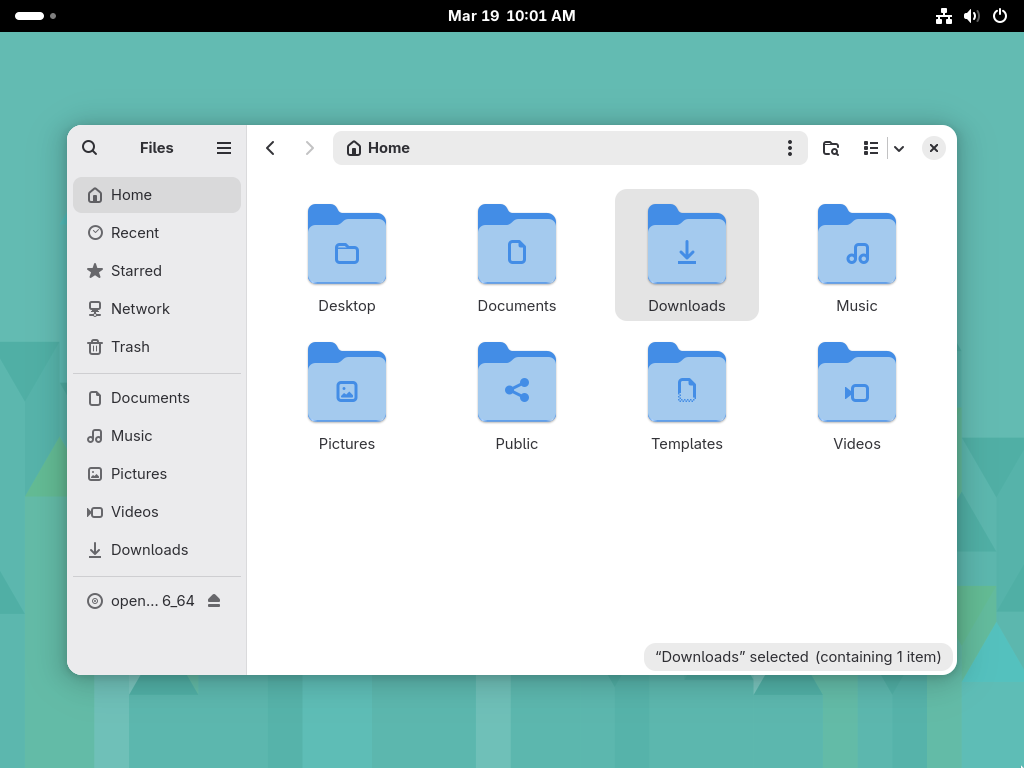 Mar 19 10:01 AM
Files
Home
Home
Recent
Starred
Network
Trash
Documents
Music
Pictures
Videos
Downloads
open... 6_64
Desktop
Documents
Downloads
Music
Pictures
Public
Templates
Videos
“Downloads” selected (containing 1 item)